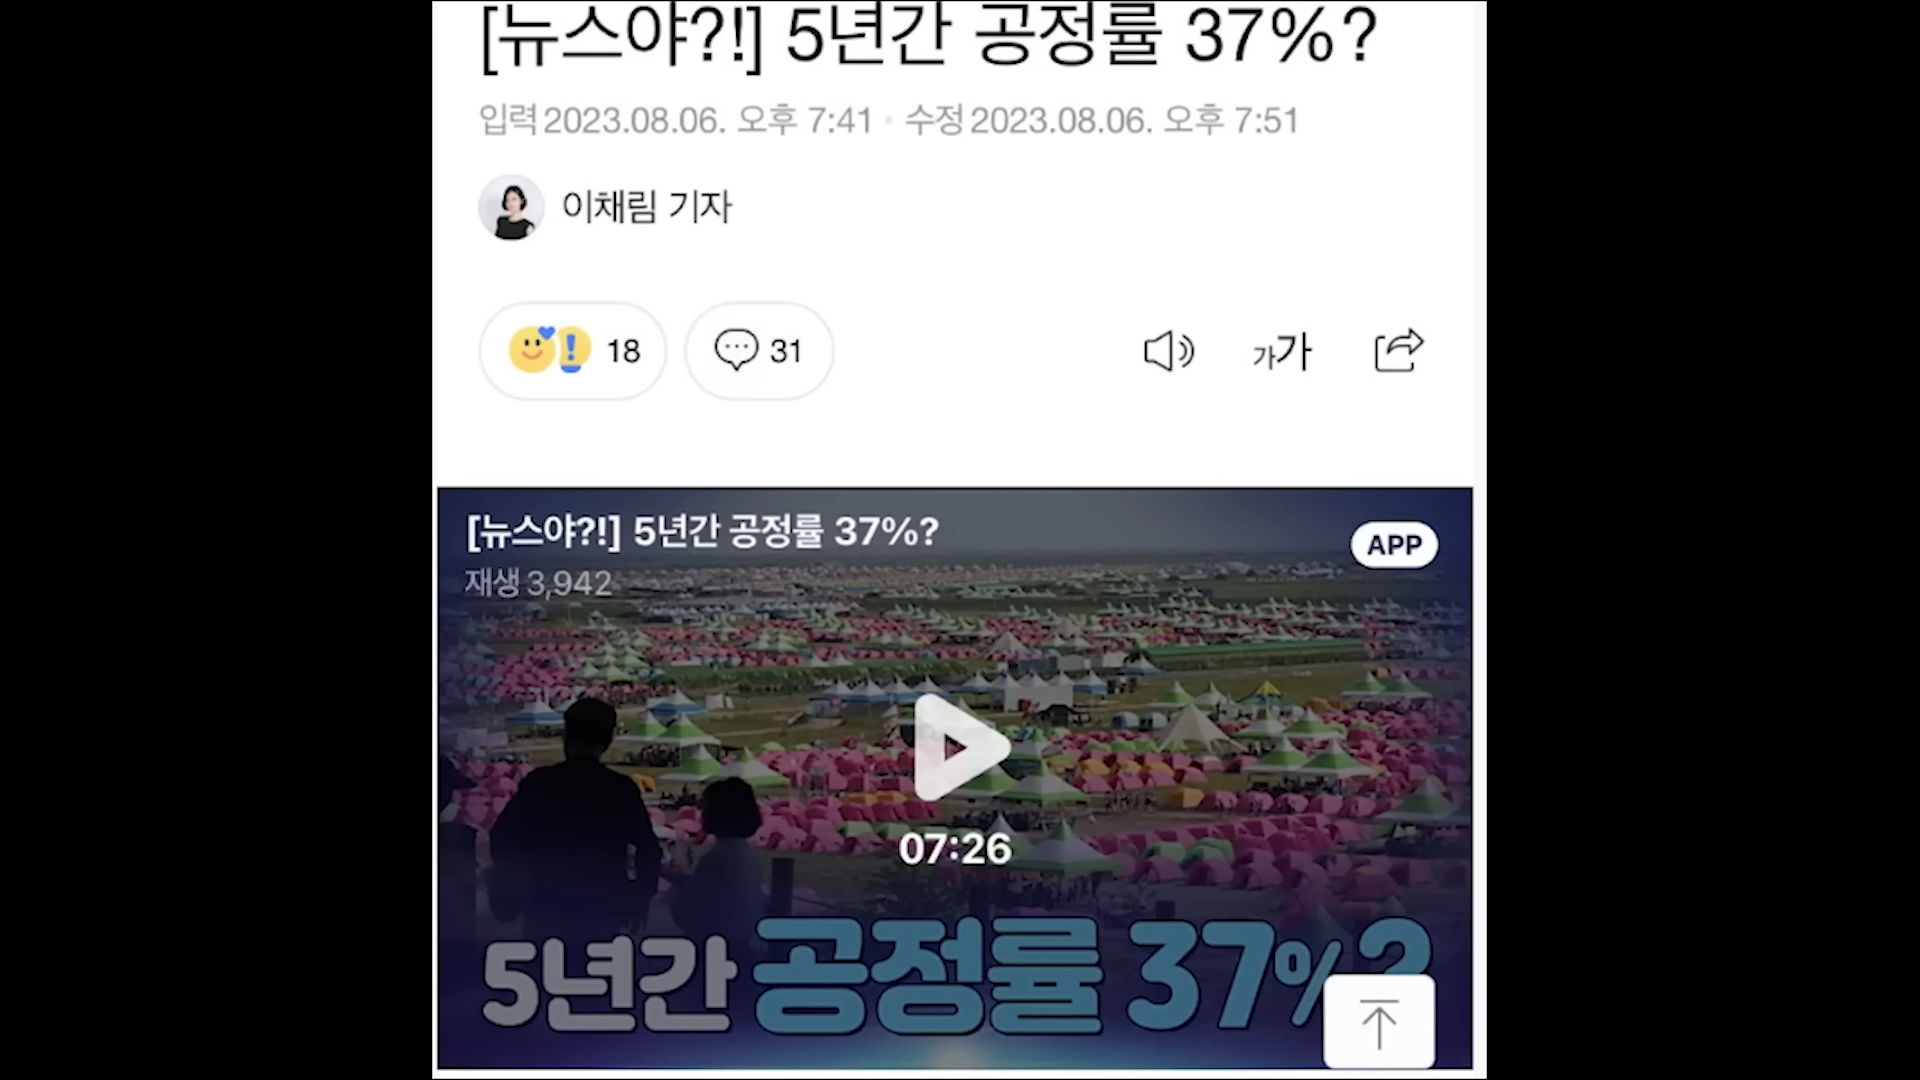 [뉴스야?!] 5년간 공정률 37%?
입력 2023.08.06. 오후 7:41 · 수정 2023.08.06. 오후 7:51
이채림 기자
18
31
가가
[뉴스야?!] 5년간 공정률 37%?
APP
재생 3,942
07:26
5년간 공정률 37%?